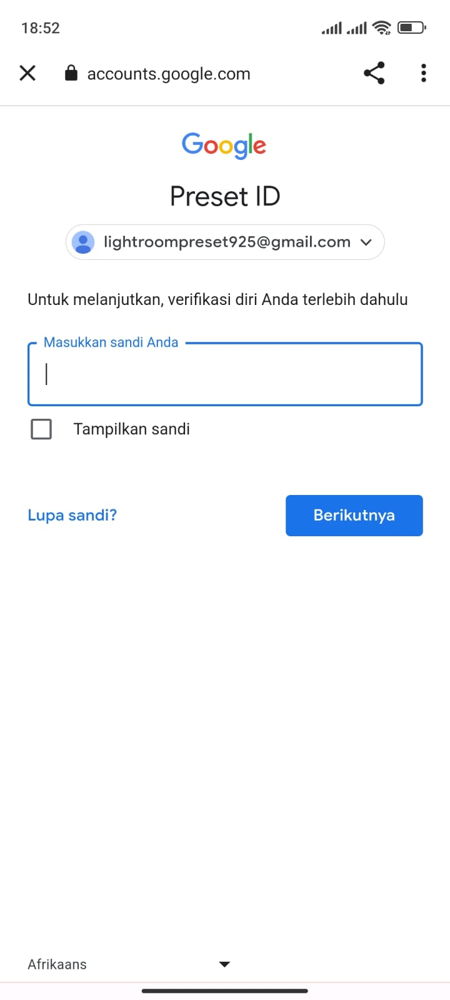 18:52
accounts.google.com
Google
Preset ID
lightroompreset925@gmail.com
Untuk melanjutkan, verifikasi diri Anda terlebih dahulu
Masukkan sandi Anda
Tampilkan sandi
Lupa sandi?
Berikutnya
Afrikaans